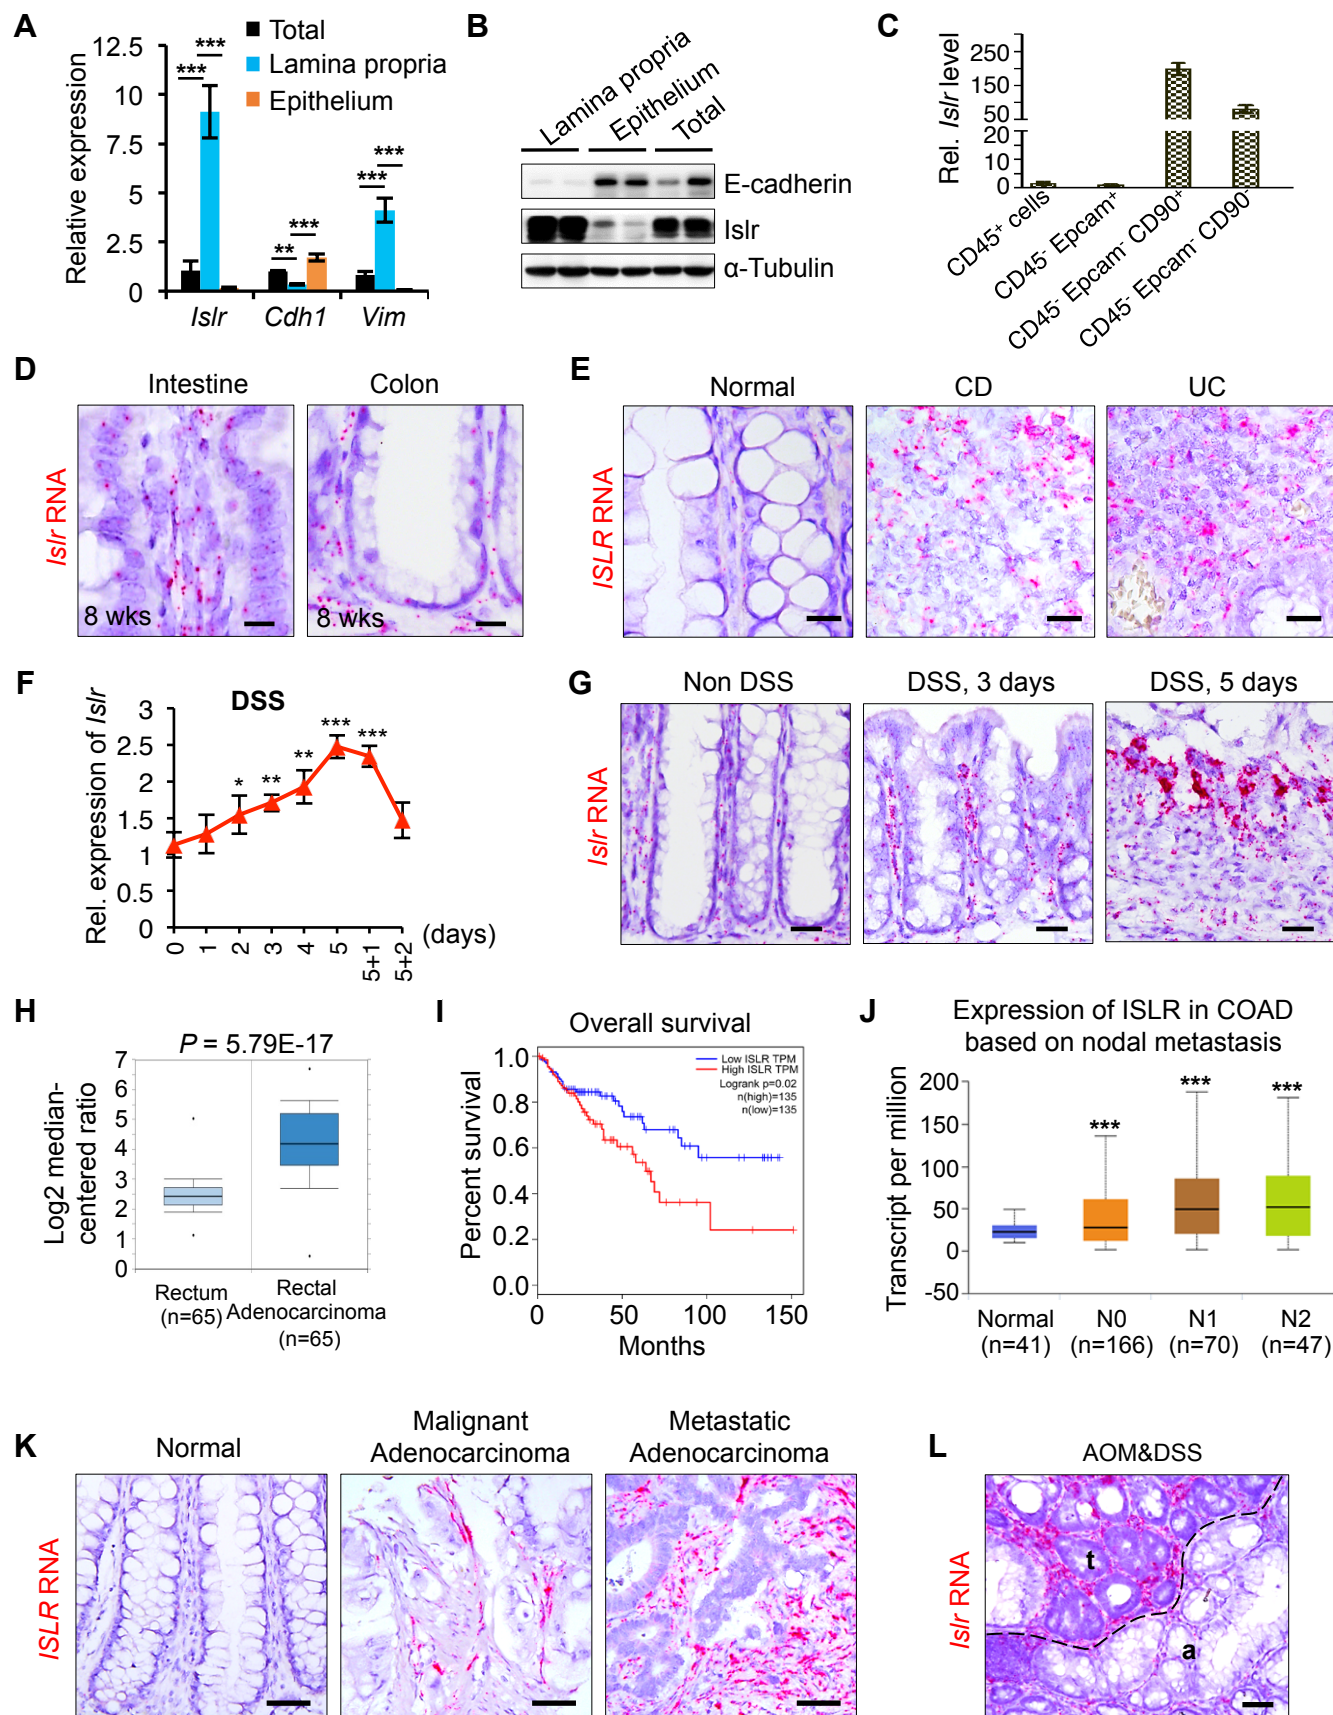 A
Relative expression
12.5
10
7.5
5
2.5
0
Total
Lamina propria
Epithelium
***
***
**
***
***
***
Islr
Cdh1
Vim
B
Lamina propria
Epithelium
Total
E-cadherin
Islr
α-Tubulin
C
Rel. Islr level
250
150
50
20
10
0
CD45+ cells
CD45- Epcam+
CD45- Epcam- CD90+
CD45- Epcam- CD90-
D
Intestine
Colon
Islr RNA
8 wks
8 wks
E
Normal
CD
UC
ISLR RNA
F
DSS
Rel. expression of Islr
3
2.5
2
1.5
1
0.5
0
*
**
**
***
***
0
1
2
3
4
5
5+1
5+2
(days)
G
Non DSS
DSS, 3 days
DSS, 5 days
Islr RNA
H
P = 5.79E-17
Log2 median-
centered ratio
7
6
5
4
3
2
1
0
Rectum
(n=65)
Rectal
Adenocarcinoma
(n=65)
I
Overall survival
Percent survival
1.0
0.8
0.6
0.4
0.2
0.0
Low ISLR TPM
High ISLR TPM
Logrank p=0.02
n(high)=135
n(low)=135
0
50
100
150
Months
J
Expression of ISLR in COAD
based on nodal metastasis
Transcript per million
200
150
100
50
0
-50
***
***
***
Normal
(n=41)
N0
(n=166)
N1
(n=70)
N2
(n=47)
K
Normal
Malignant
Adenocarcinoma
Metastatic
Adenocarcinoma
ISLR RNA
L
AOM&DSS
Islr RNA
t
a